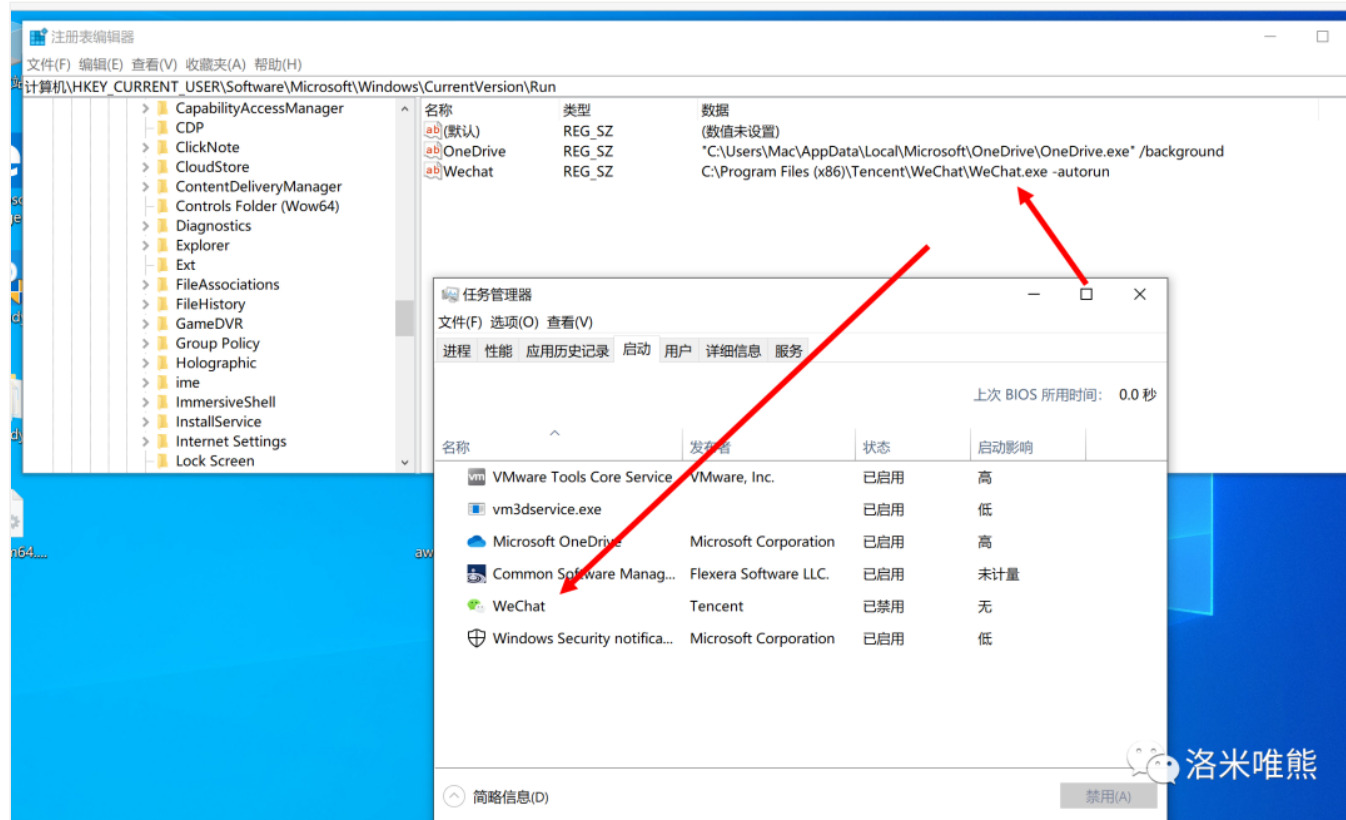 注册表编辑器
文件(F) 编辑(E) 查看(V) 收藏夹(A) 帮助(H)
计算机\HKEY_CURRENT_USER\Software\Microsoft\Windows\CurrentVersion\Run
CapabilityAccessManager
CDP
ClickNote
CloudStore
ContentDeliveryManager
Controls Folder (Wow64)
Diagnostics
Explorer
Ext
FileAssociations
FileHistory
GameDVR
Group Policy
Holographic
ime
ImmersiveShell
InstallService
Internet Settings
Lock Screen
名称 类型 数据
(默认) REG_SZ (数值未设置)
OneDrive REG_SZ "C:\Users\Mac\AppData\Local\Microsoft\OneDrive\OneDrive.exe" /background
Wechat REG_SZ C:\Program Files (x86)\Tencent\WeChat\WeChat.exe -autorun
任务管理器
文件(F) 选项(O) 查看(V)
进程 性能 应用历史记录 启动 用户 详细信息 服务
上次 BIOS 所用时间: 0.0 秒
名称 发布者 状态 启动影响
VMware Tools Core Service VMware, Inc. 已启用 高
vm3dservice.exe 已启用 低
Microsoft OneDrive Microsoft Corporation 已启用 高
Common Software Manag... Flexera Software LLC. 已启用 未计量
WeChat Tencent 已禁用 无
Windows Security notifica... Microsoft Corporation 已启用 低
简略信息(D) 禁用(A)
洛米唯熊